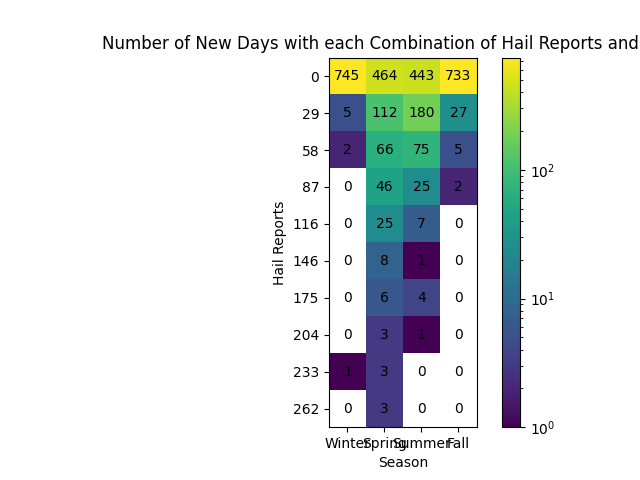 Number of New Days with each Combination of Hail Reports and
0 745 464 443 733
29 5 112 180 27
58 2 66 75 5
87 0 46 25 2
116 0 25 7 0
146 0 8 1 0
175 0 6 4 0
204 0 3 1 0
233 1 3 0 0
262 0 3 0 0
Winter Spring Summer Fall
Season
Hail Reports
10²
10¹
10⁰